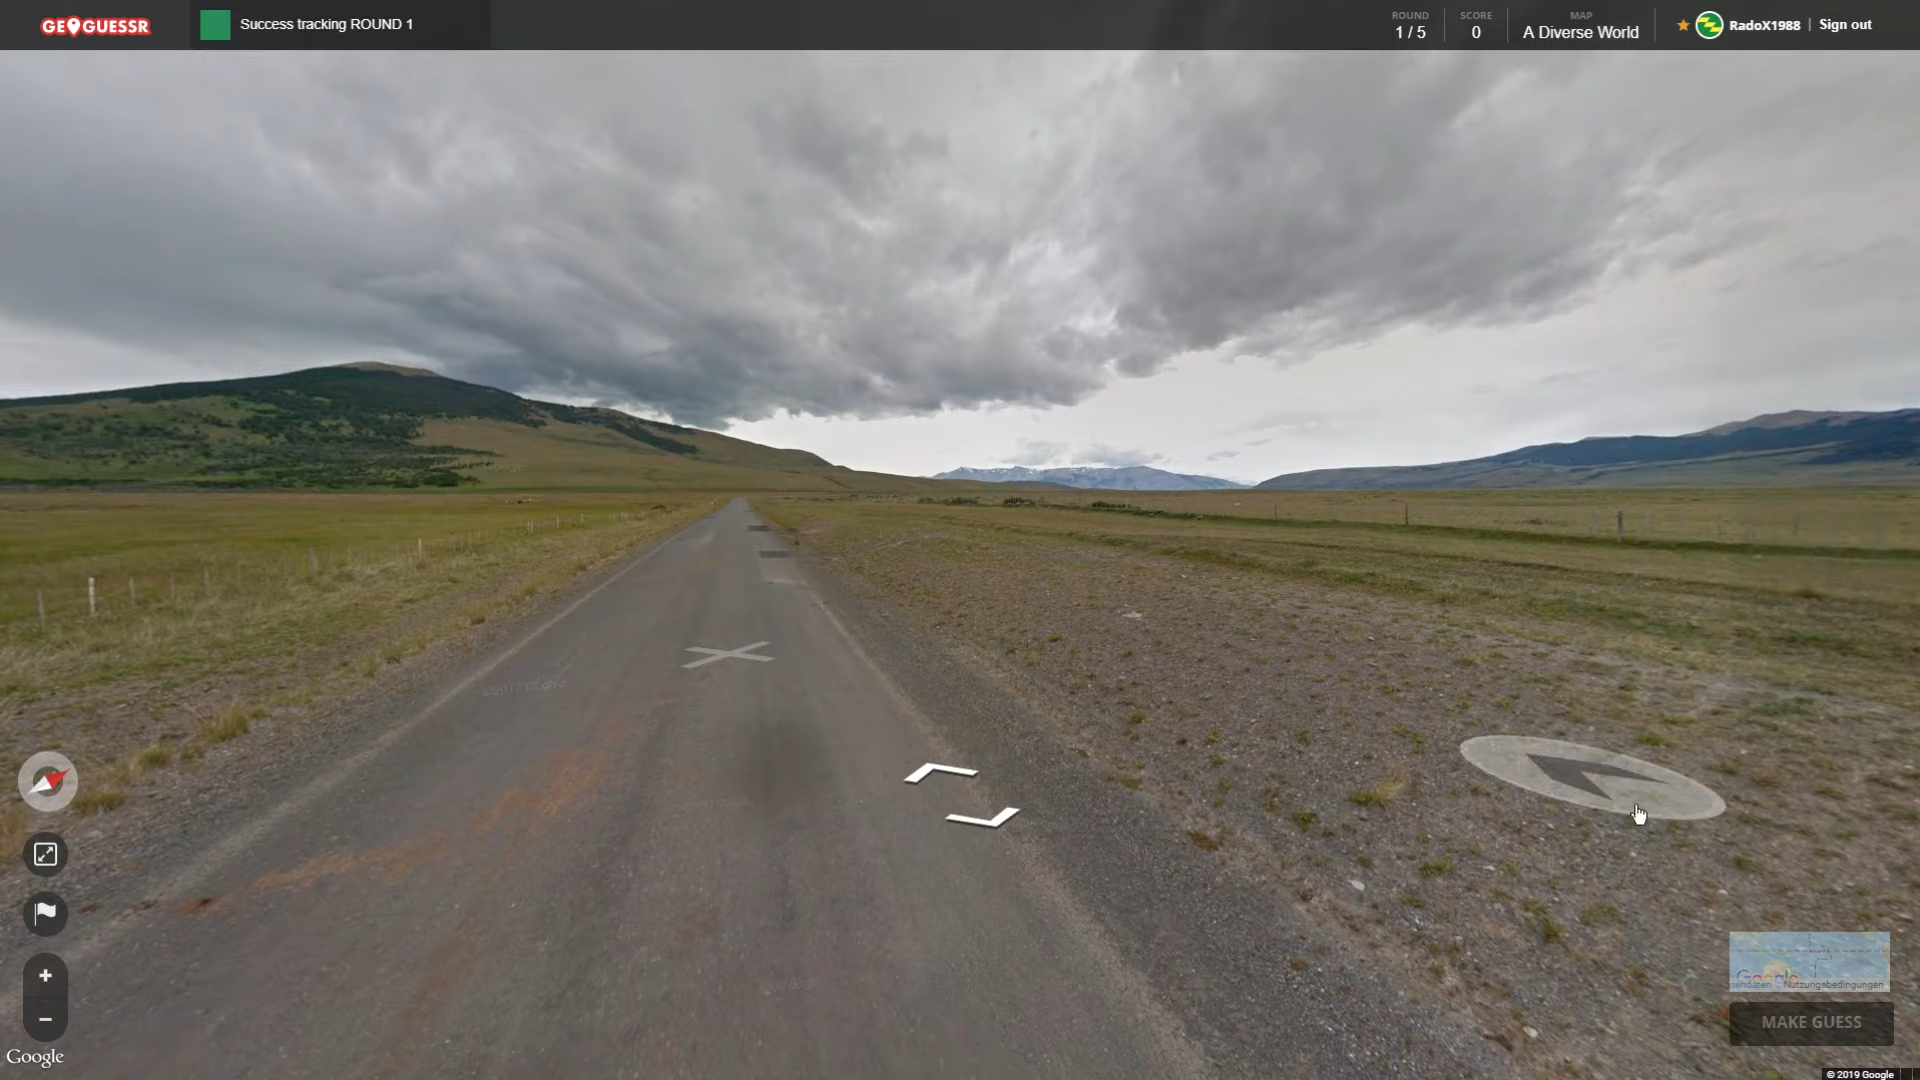 GEOGUESSR
Success tracking ROUND 1
ROUND
1 / 5
SCORE
0
MAP
A Diverse World
RadoX1988
Sign out
Google
Nutzungsbedingungen
MAKE GUESS
Google
© 2019 Google